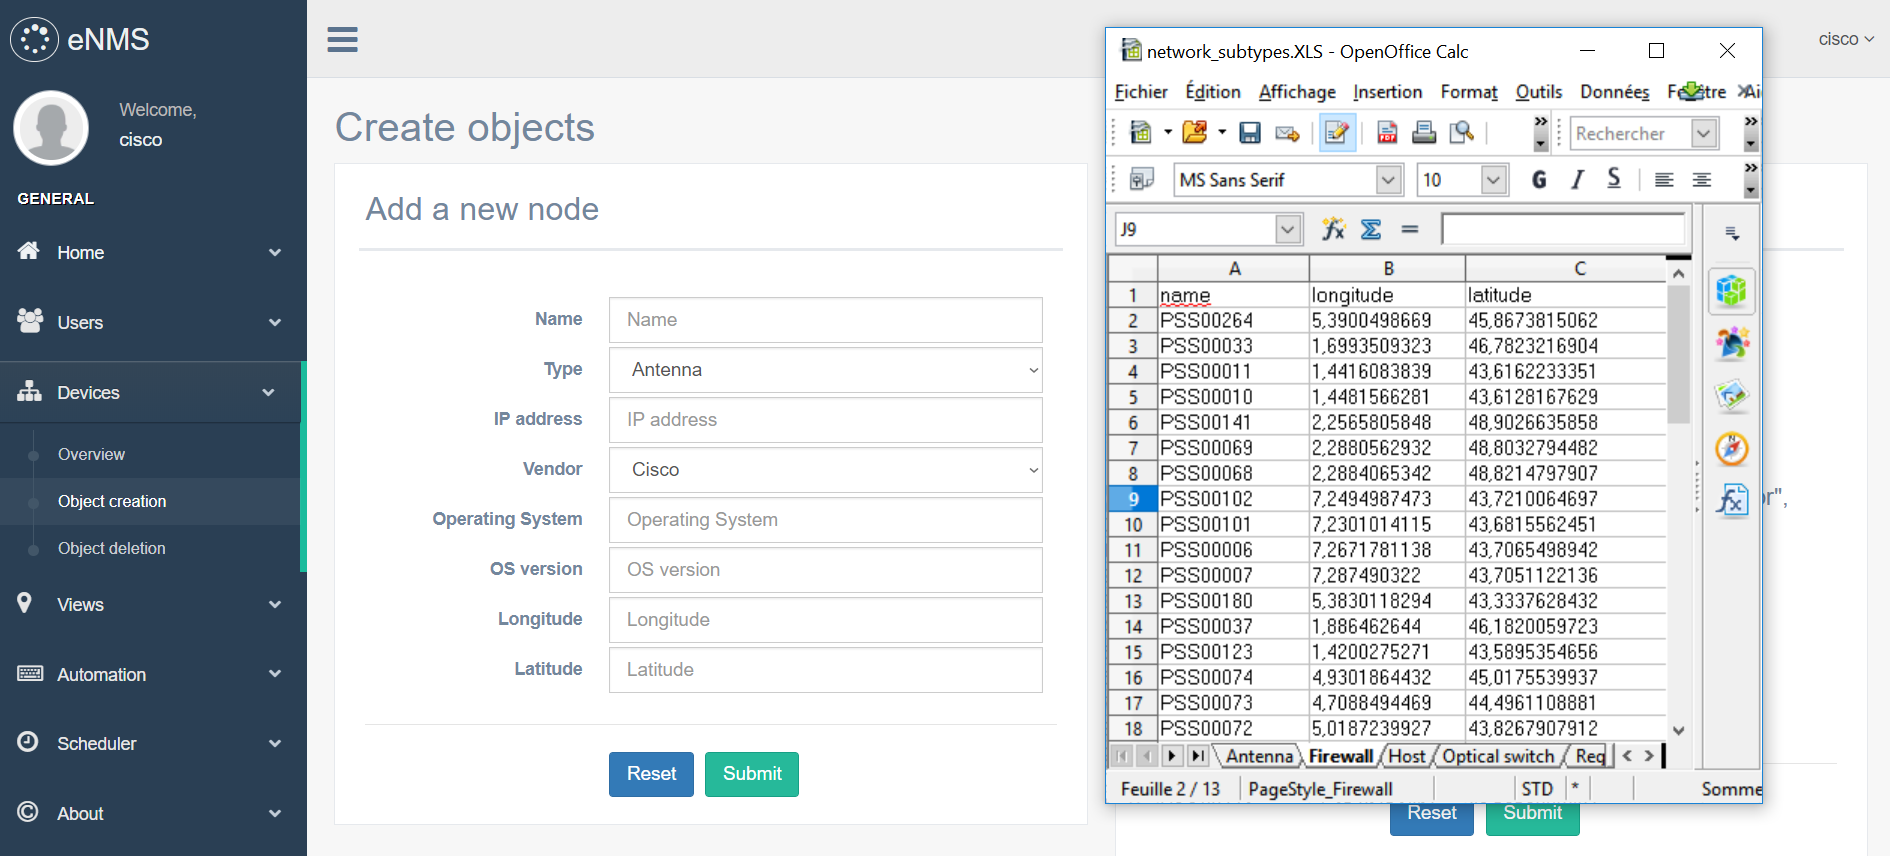 eNMS
Welcome,
cisco
GENERAL
Home
Users
Devices
Overview
Object creation
Object deletion
Views
Automation
Scheduler
About
cisco
Create objects
Add a new node
Name Name
Type Antenna
IP address IP address
Vendor Cisco
Operating System Operating System
OS version OS version
Longitude Longitude
Latitude Latitude
Reset Submit
network_subtypes.XLS - OpenOffice Calc
Fichier Édition Affichage Insertion Format Outils Données
Rechercher
MS Sans Serif 10 G I S
J9
A B C
1 name longitude latitude
2 PSS00264 5,3900498669 45,8673815062
3 PSS00033 1,6993509323 46,7823216904
4 PSS00011 1,4416083839 43,6162233351
5 PSS00010 1,4481566281 43,6128167629
6 PSS00141 2,2565805848 48,9026635858
7 PSS00069 2,2880562932 48,8032794482
8 PSS00068 2,2884065342 48,8214797907
9 PSS00102 7,2494987473 43,7210064697
10 PSS00101 7,2301014115 43,6815562451
11 PSS00006 7,2671781138 43,7065498942
12 PSS00007 7,287490322 43,7051122136
13 PSS00180 5,3830118294 43,3337628432
14 PSS00037 1,886462644 46,1820059723
15 PSS00123 1,4200275271 43,5895354656
16 PSS00074 4,9301864432 45,0175539937
17 PSS00073 4,7088494469 44,4961108881
18 PSS00072 5,0187239927 43,8267907912
Antenna Firewall Host Optical switch Reg
Feuille 2 / 13 PageStyle_Firewall STD * Somme
r",
Reset Submit